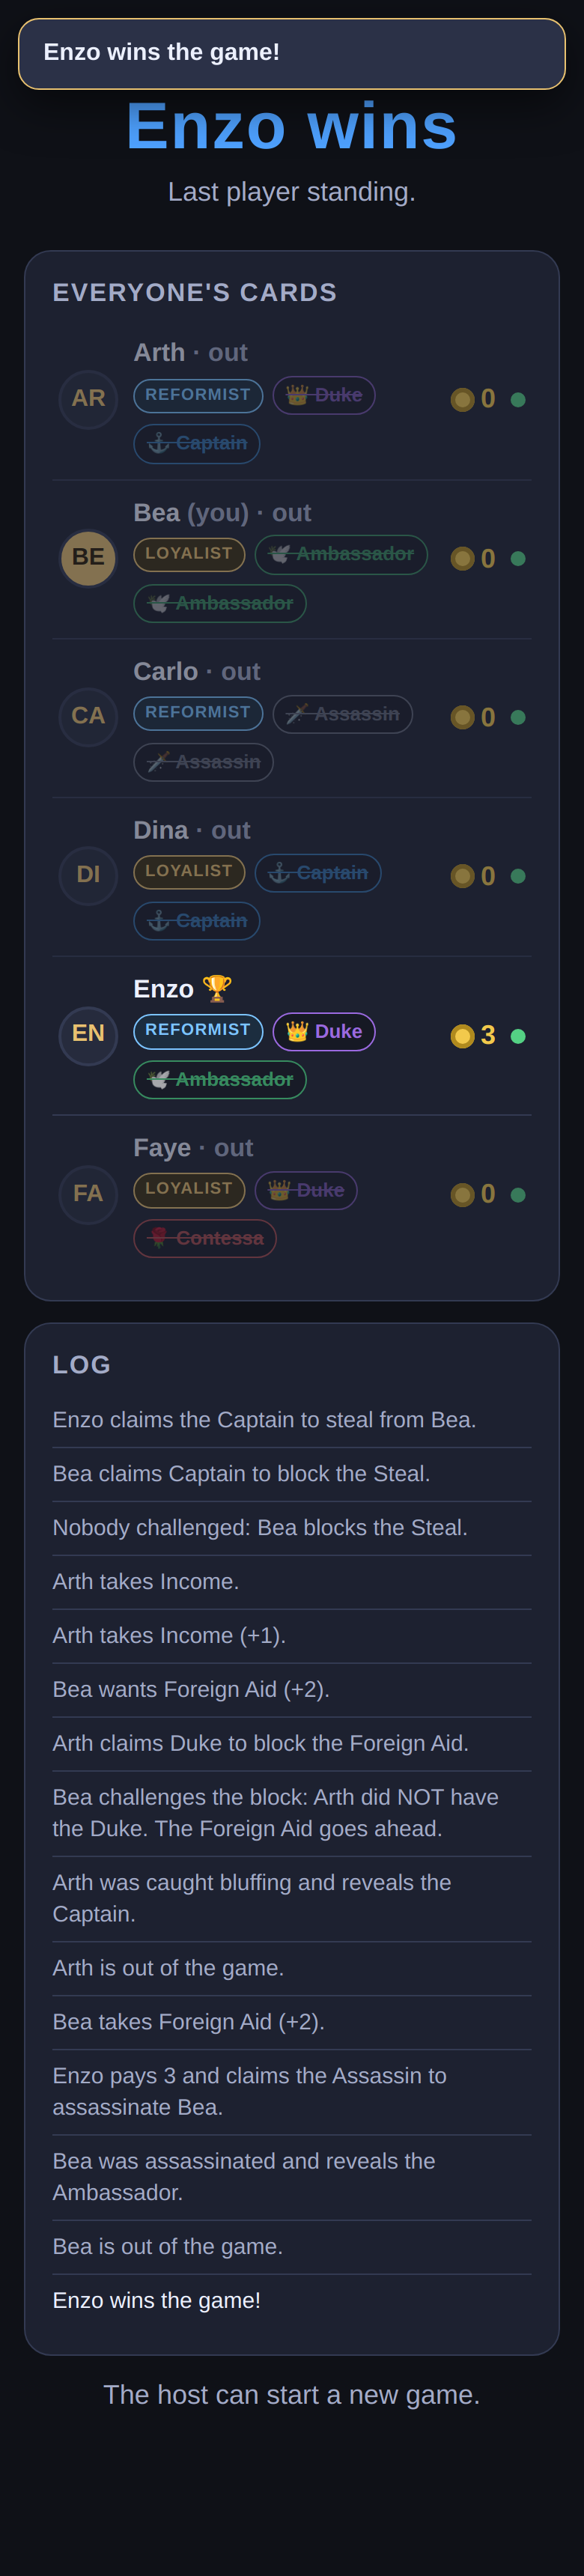 Enzo wins the game!
Enzo wins
Last player standing.
EVERYONE'S CARDS
AR
Arth · out
REFORMIST
Duke
0
Captain
BE
Bea (you) · out
LOYALIST
Ambassador
0
Ambassador
CA
Carlo · out
REFORMIST
Assassin
0
Assassin
DI
Dina · out
LOYALIST
Captain
0
Captain
EN
Enzo
REFORMIST
Duke
3
Ambassador
FA
Faye · out
LOYALIST
Duke
0
Contessa
LOG
Enzo claims the Captain to steal from Bea.
Bea claims Captain to block the Steal.
Nobody challenged: Bea blocks the Steal.
Arth takes Income.
Arth takes Income (+1).
Bea wants Foreign Aid (+2).
Arth claims Duke to block the Foreign Aid.
Bea challenges the block: Arth did NOT have
the Duke. The Foreign Aid goes ahead.
Arth was caught bluffing and reveals the
Captain.
Arth is out of the game.
Bea takes Foreign Aid (+2).
Enzo pays 3 and claims the Assassin to
assassinate Bea.
Bea was assassinated and reveals the
Ambassador.
Bea is out of the game.
Enzo wins the game!
The host can start a new game.